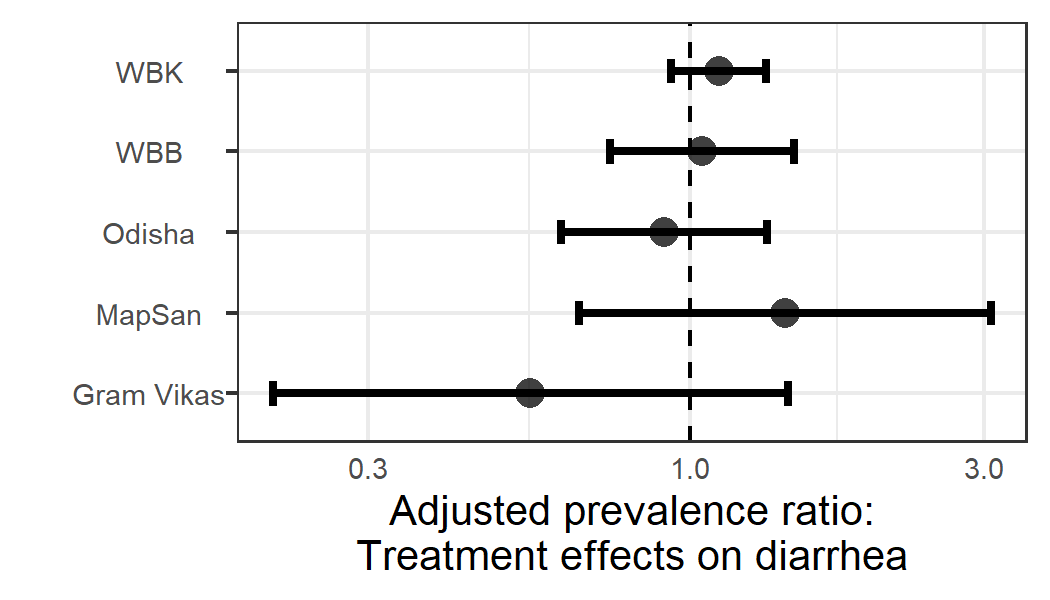 WBK
WBB
Odisha
MapSan
Gram Vikas
0.3 1.0 3.0
Adjusted prevalence ratio:
Treatment effects on diarrhea